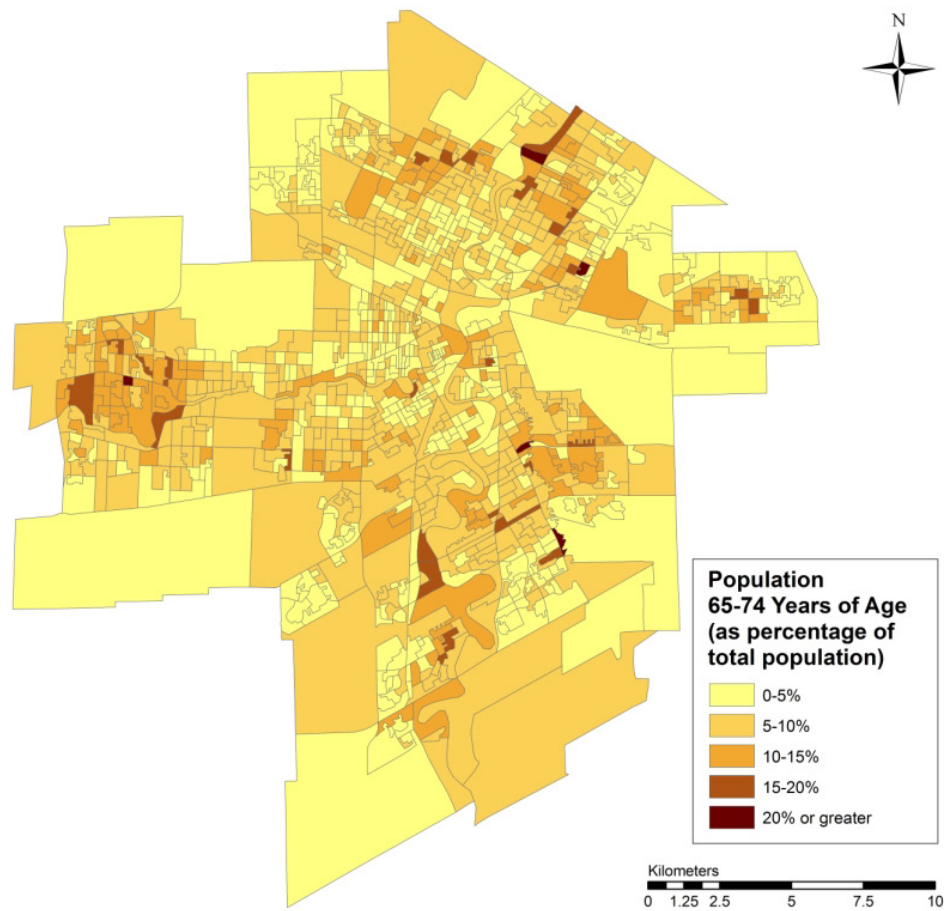 N
Population
65-74 Years of Age
(as percentage of
total population)
0-5%
5-10%
10-15%
15-20%
20% or greater
Kilometers
0 1.25 2.5 5 7.5 10